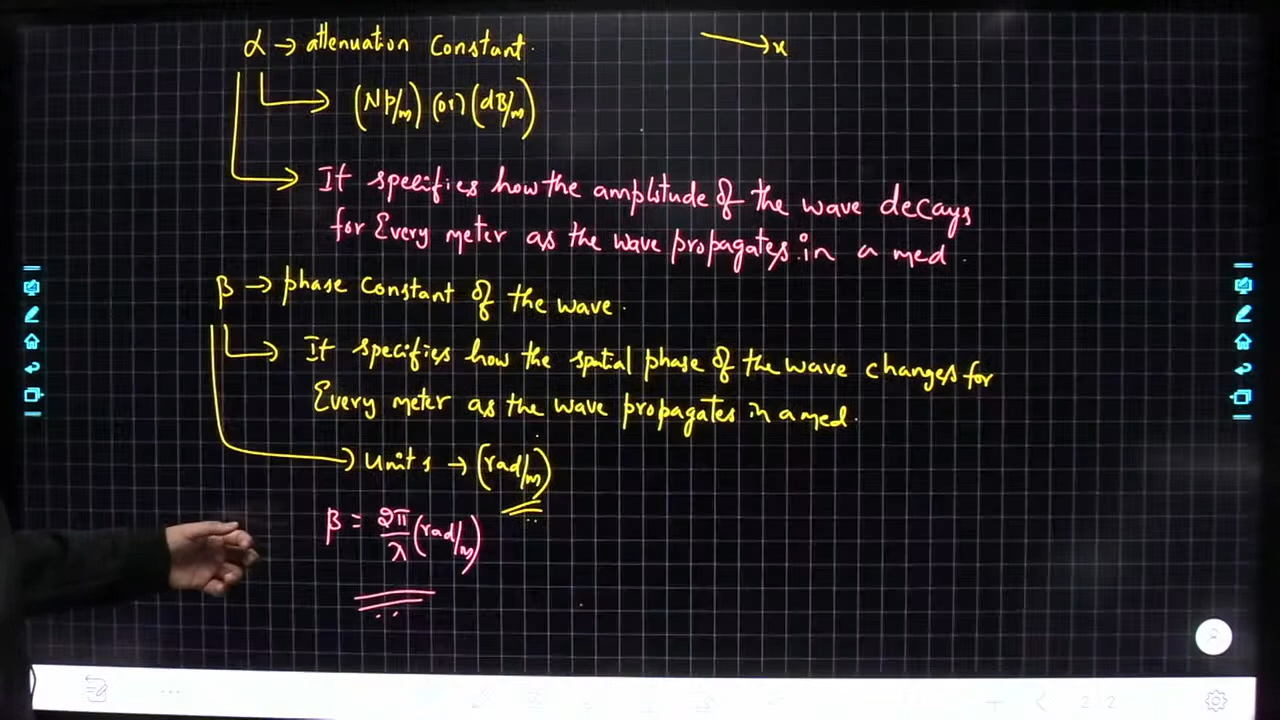 α → attenuation Constant.
→ x
(Np/m) (or) (dB/m)
It specifies how the amplitude of the wave decays
for Every meter as the wave propagates in a med.
β → phase constant of the wave.
It specifies how the spatial phase of the wave changes for
Every meter as the wave propagates in a med.
Units → (rad/m)
β = 2π/λ (rad/m)
2/2